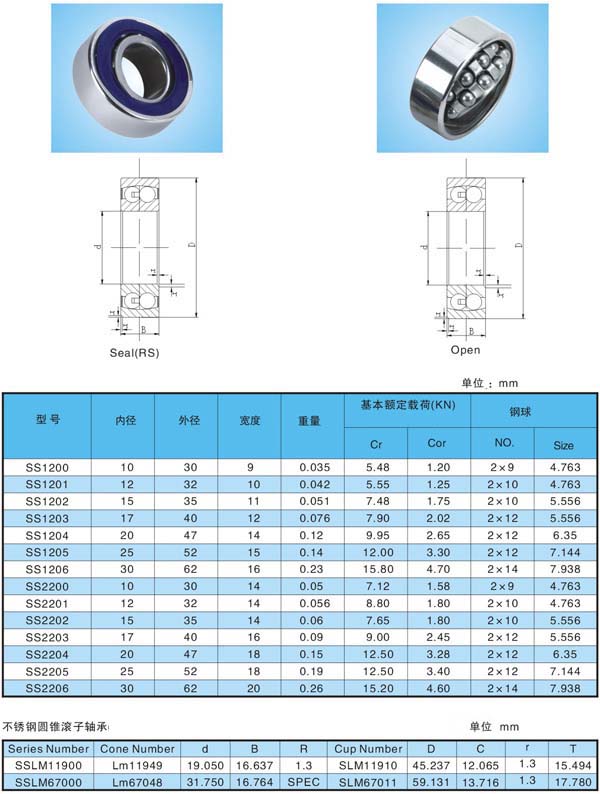 d D B r r
Seal(RS)
d D B r r
Open
单位：mm
型号 内径 外径 宽度 重量 基本额定载荷(KN) 钢球
Cr Cor NO. Size
SS1200 10 30 9 0.035 5.48 1.20 2×9 4.763
SS1201 12 32 10 0.042 5.55 1.25 2×10 4.763
SS1202 15 35 11 0.051 7.48 1.75 2×10 5.556
SS1203 17 40 12 0.076 7.90 2.02 2×12 5.556
SS1204 20 47 14 0.12 9.95 2.65 2×12 6.35
SS1205 25 52 15 0.14 12.00 3.30 2×12 7.144
SS1206 30 62 16 0.23 15.80 4.70 2×14 7.938
SS2200 10 30 14 0.05 7.12 1.58 2×9 4.763
SS2201 12 32 14 0.056 8.80 1.80 2×10 4.763
SS2202 15 35 14 0.06 7.65 1.80 2×10 5.556
SS2203 17 40 16 0.09 9.00 2.45 2×12 5.556
SS2204 20 47 18 0.15 12.50 3.28 2×12 6.35
SS2205 25 52 18 0.19 12.50 3.40 2×12 7.144
SS2206 30 62 20 0.26 15.20 4.60 2×14 7.938
不锈钢圆锥滚子轴承 单位 mm
Series Number Cone Number d B R Cup Number D C r T
SSLM11900 Lm11949 19.050 16.637 1.3 SLM11910 45.237 12.065 1.3 15.494
SSLM67000 Lm67048 31.750 16.764 SPEC SLM67011 59.131 13.716 1.3 17.780